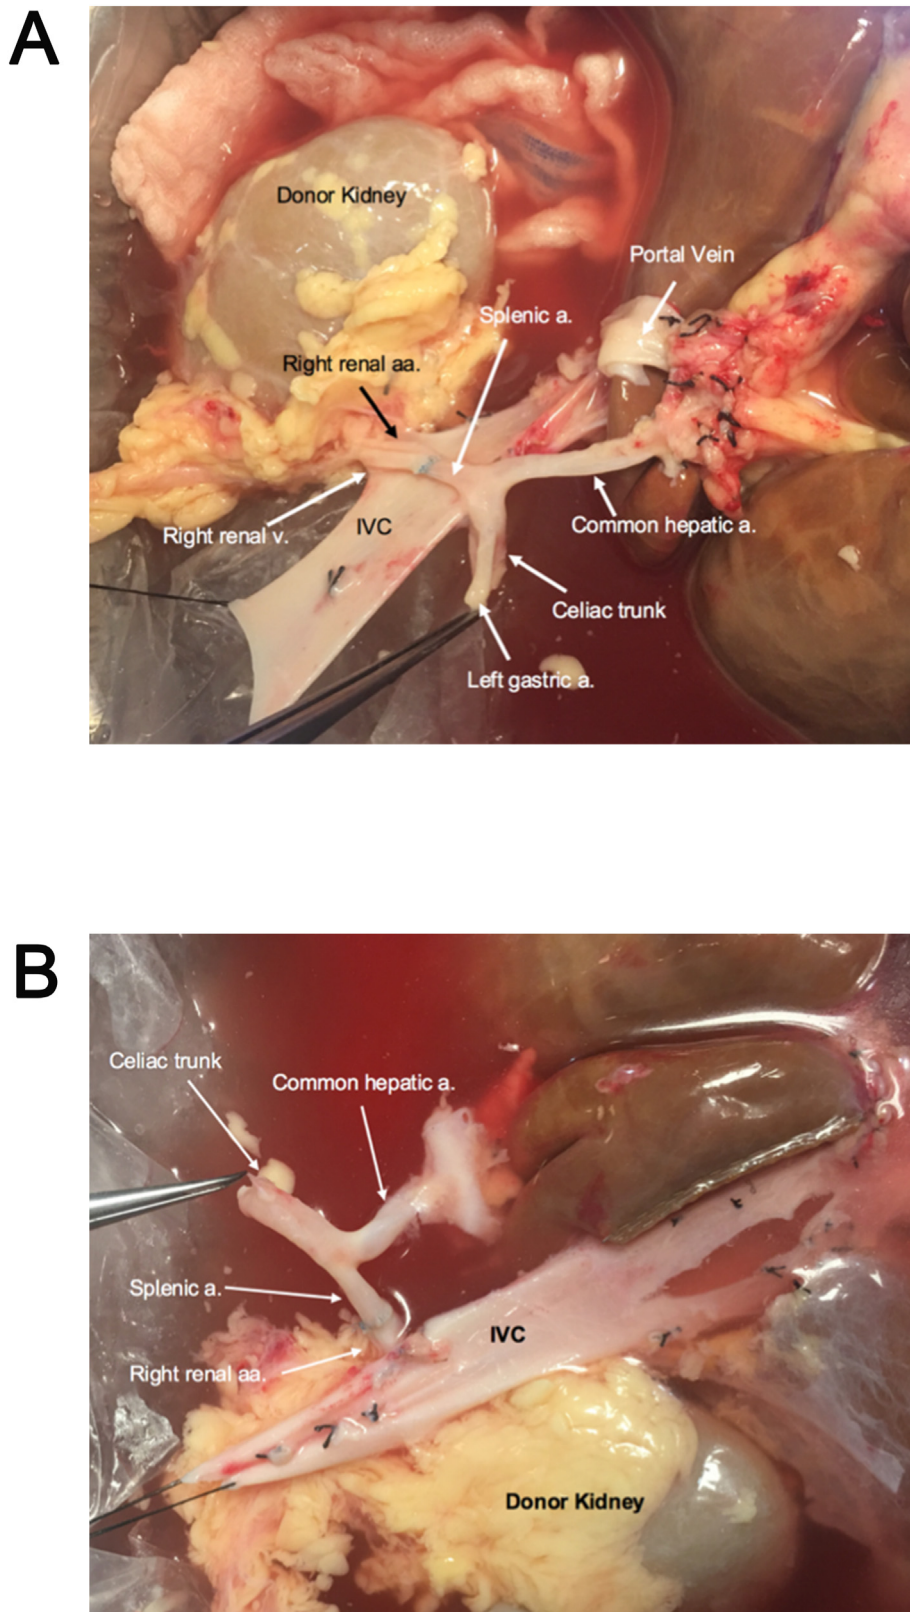 A
Donor Kidney
Portal Vein
Splenic a.
Right renal aa.
Right renal v.
IVC
Common hepatic a.
Celiac trunk
Left gastric a.
B
Celiac trunk
Common hepatic a.
Splenic a.
IVC
Right renal aa.
Donor Kidney